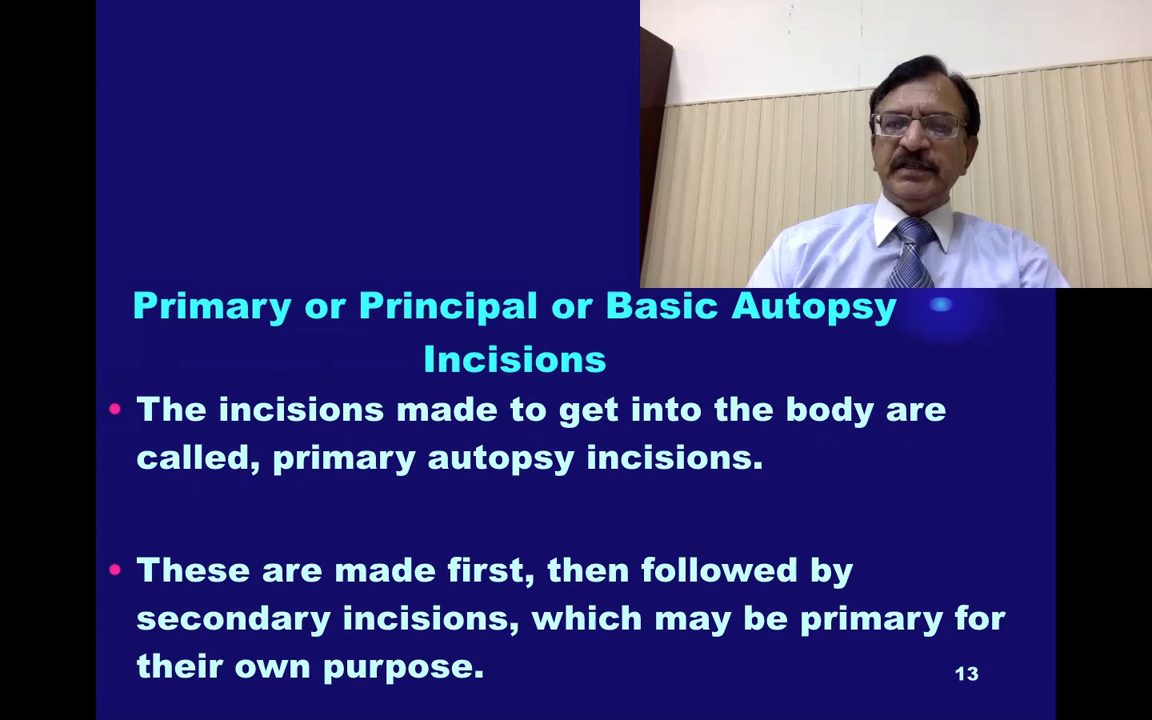 Primary or Principal or Basic Autopsy
Incisions
• The incisions made to get into the body are
called, primary autopsy incisions.
• These are made first, then followed by
secondary incisions, which may be primary for
their own purpose.
13